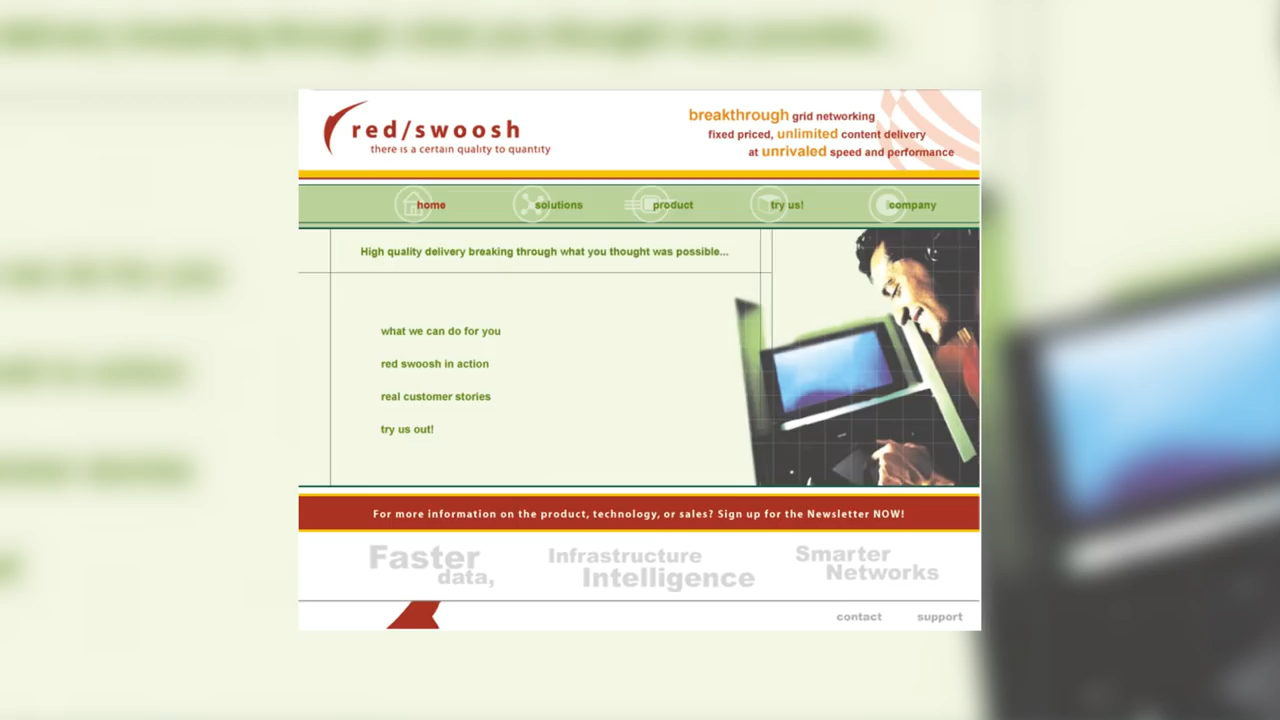 red/swoosh
there is a certain quality to quantity
breakthrough grid networking
fixed priced, unlimited content delivery
at unrivaled speed and performance
home
solutions
product
try us!
company
High quality delivery breaking through what you thought was possible...
what we can do for you
red swoosh in action
real customer stories
try us out!
For more information on the product, technology, or sales? Sign up for the Newsletter NOW!
Faster
data,
Infrastructure
Intelligence
Smarter
Networks
contact
support